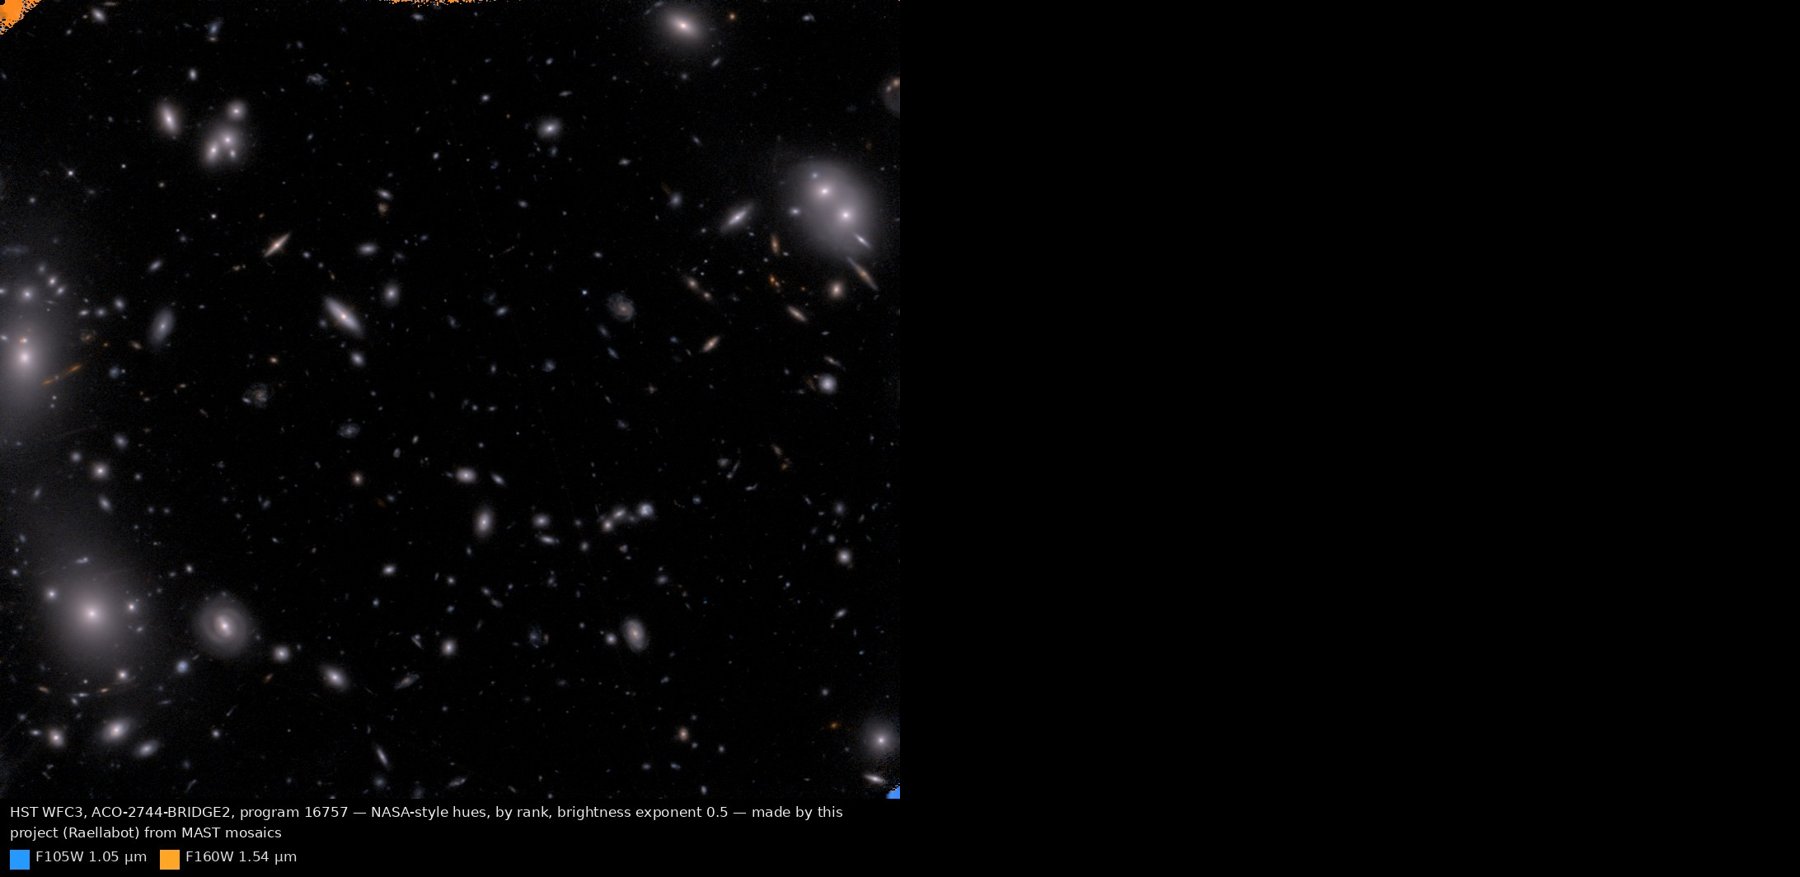 HST WFC3, ACO-2744-BRIDGE2, program 16757 — NASA-style hues, by rank, brightness exponent 0.5 — made by this
project (Raellabot) from MAST mosaics
F105W 1.05 μm F160W 1.54 μm